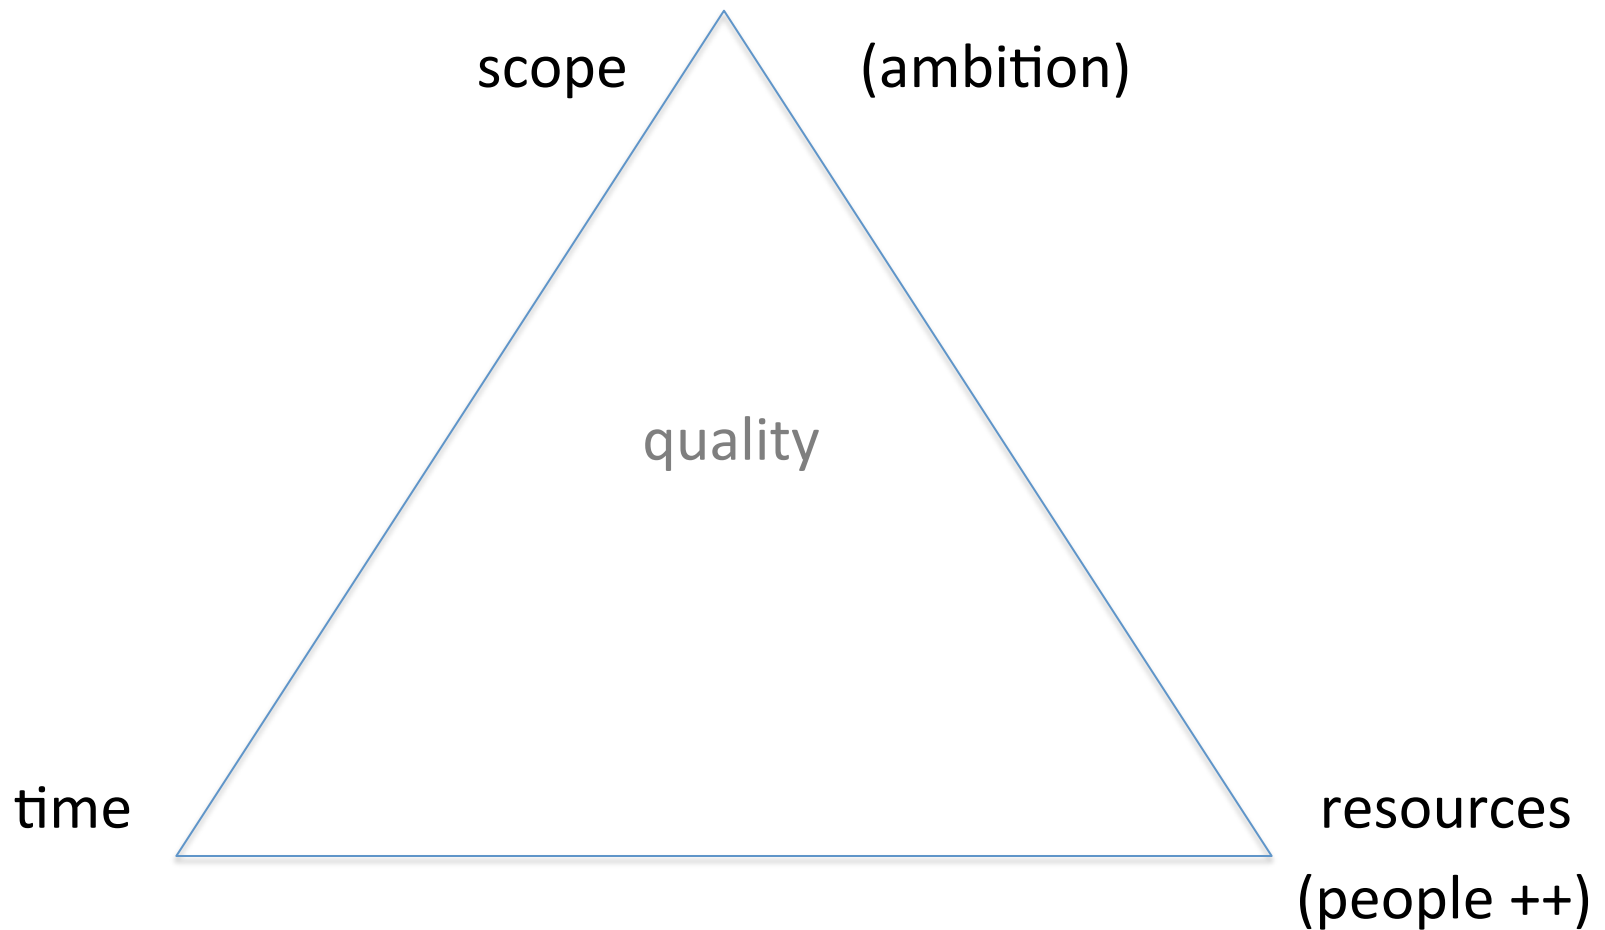 scope (ambition)
quality
time
resources
(people ++)